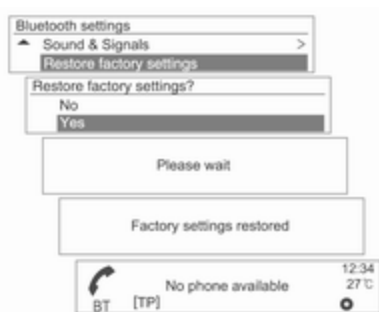 Bluetooth settings
Sound & Signals >
Restore factory settings
Restore factory settings?
No
Yes
Please wait
Factory settings restored
12:34
No phone available 27°C
BT [TP]